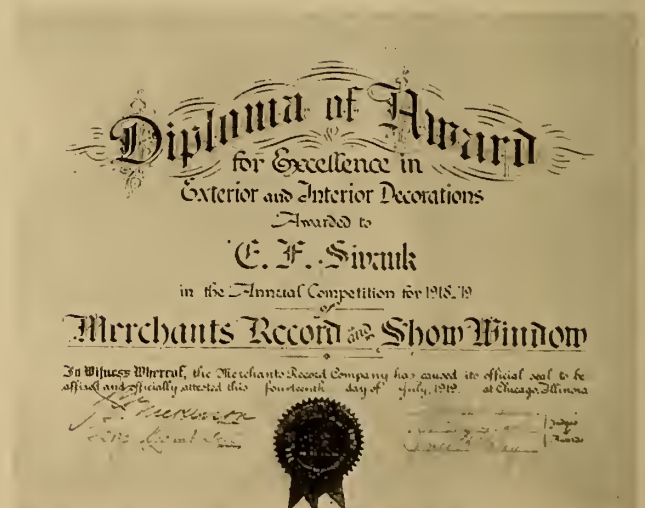 Diploma of Award
for Excellence in
Exterior and Interior Decorations
Awarded to
E. F. Sivauk
in the Annual Competition for 1918-19
of
Merchants Record and Show Window
In Witness Whereof, the Merchants Record Company has caused its official seal to be
affixed and officially attested this fourteenth day of July, 1919. at Chicago, Illinois
Judges